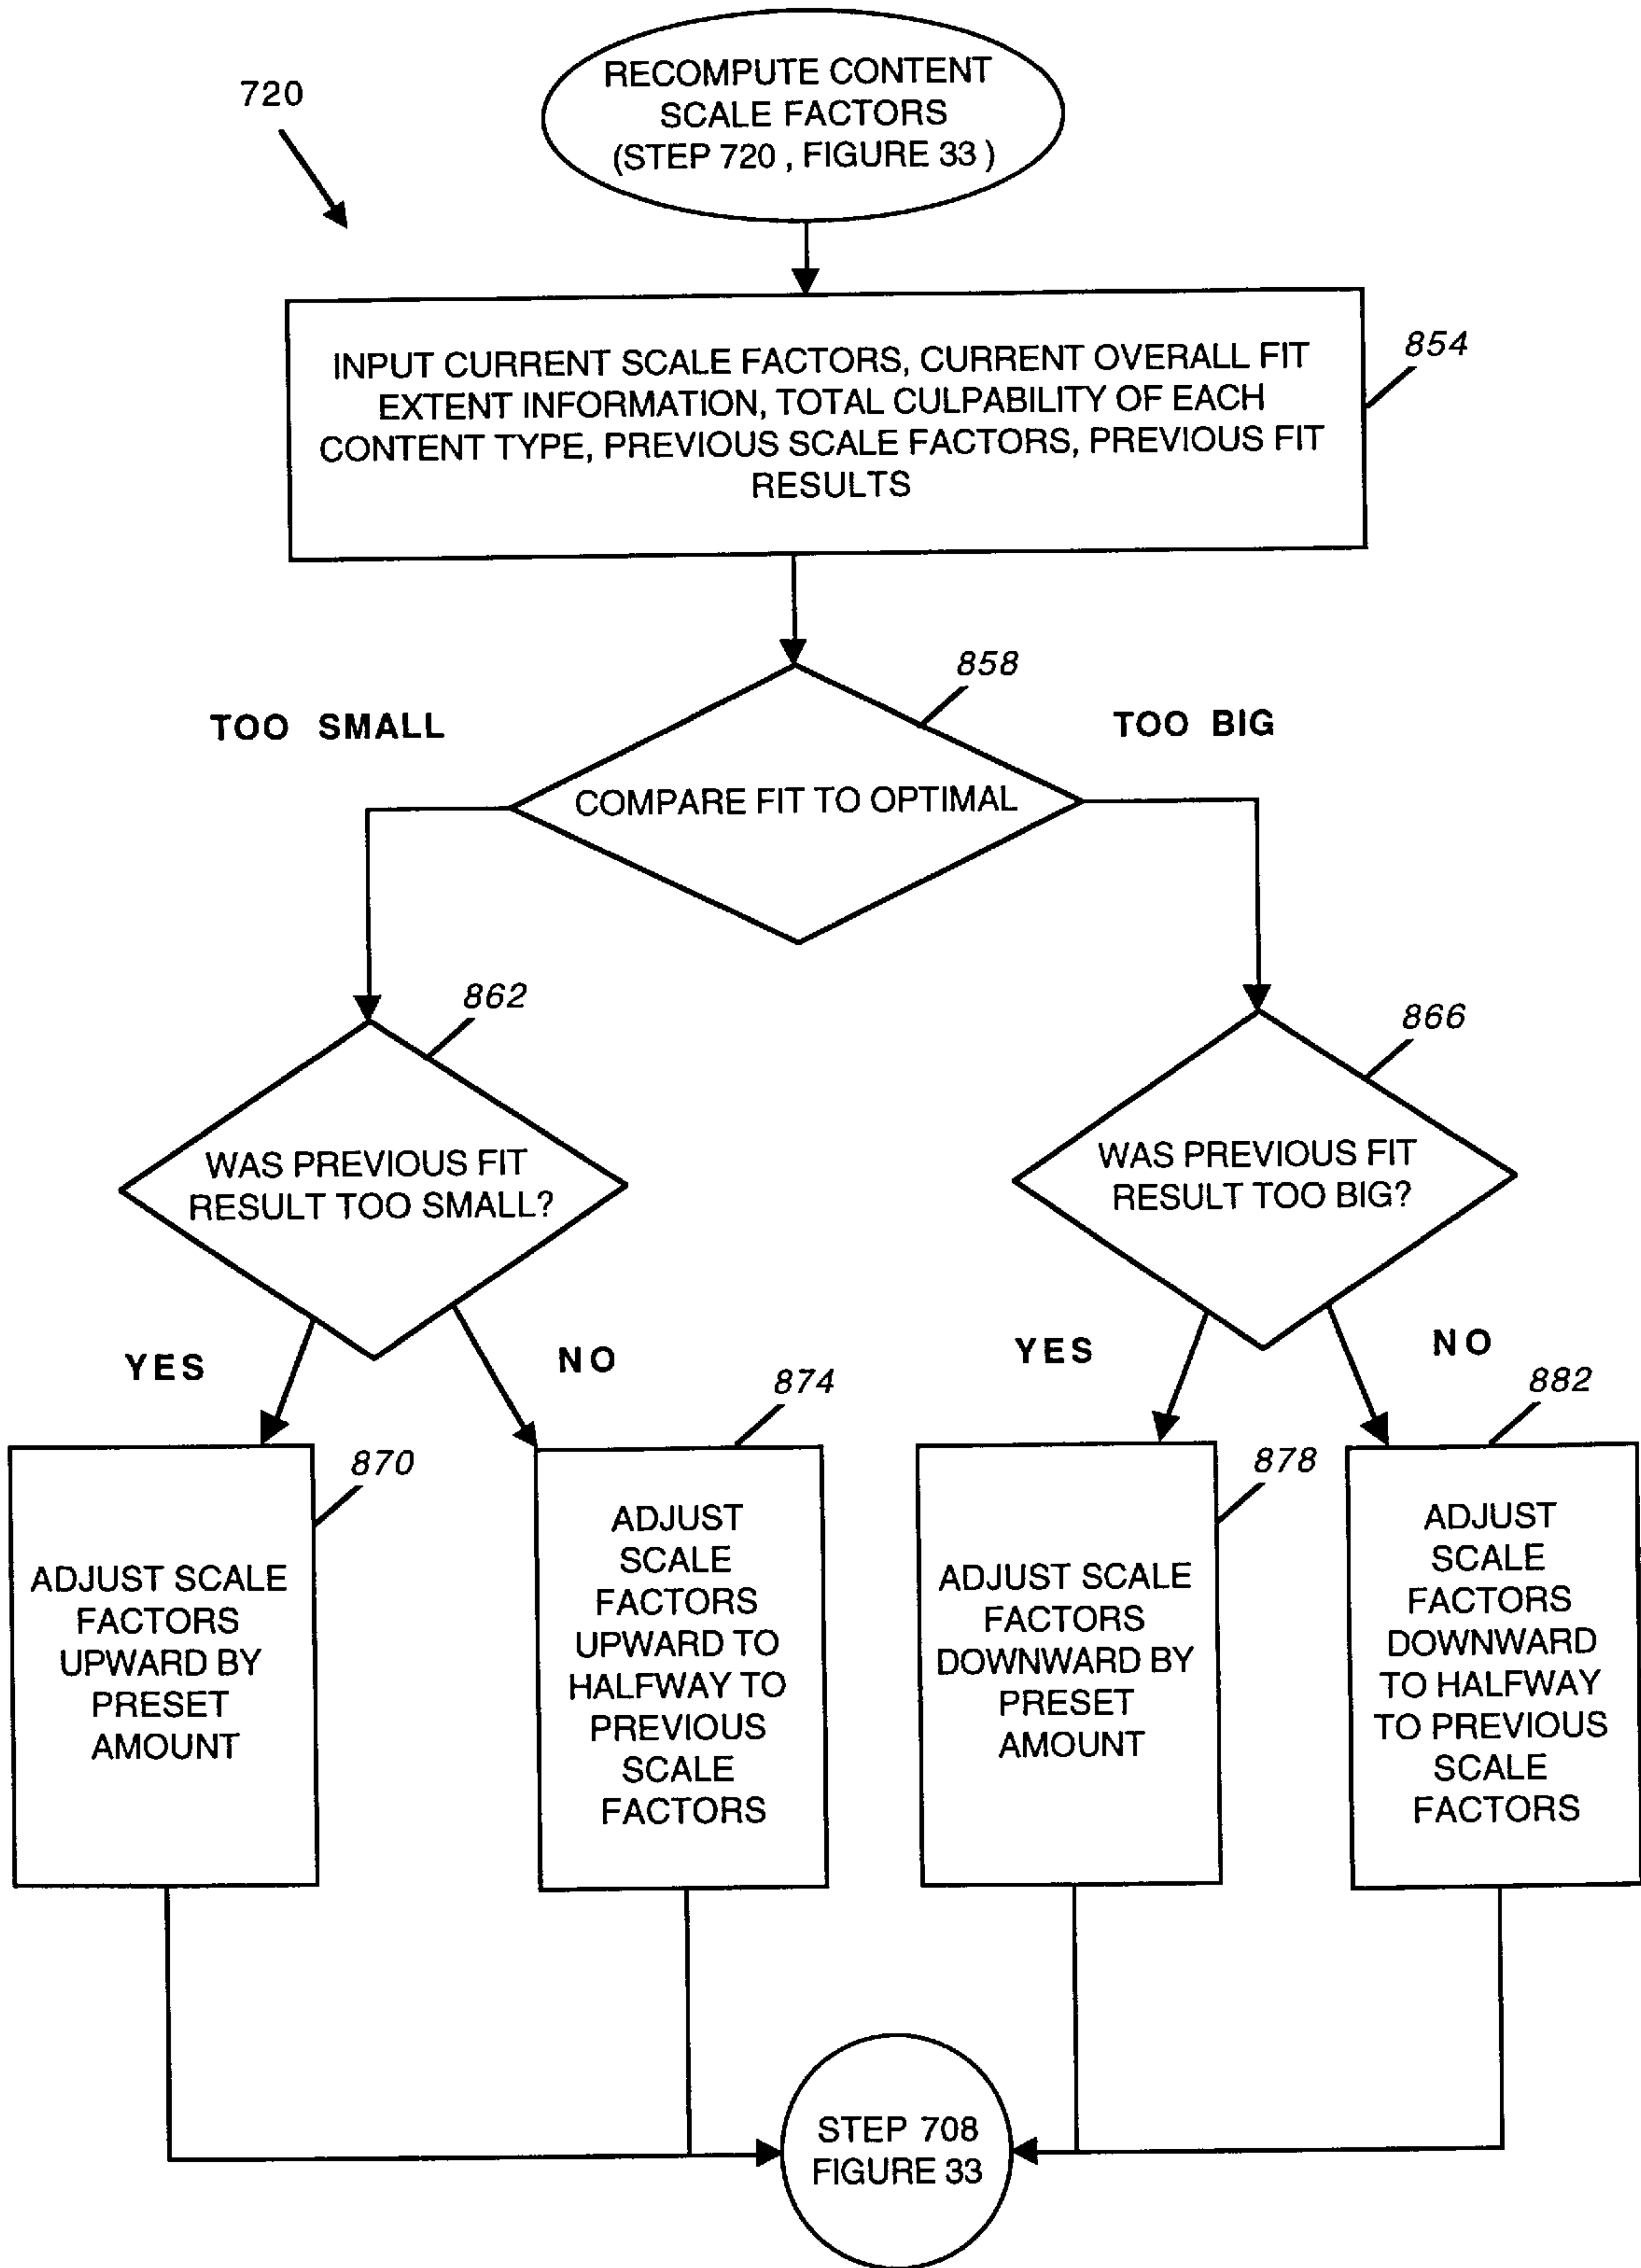 RECOMPUTE CONTENT
SCALE FACTORS
(STEP 720 , FIGURE 33 )
720
INPUT CURRENT SCALE FACTORS, CURRENT OVERALL FIT
EXTENT INFORMATION, TOTAL CULPABILITY OF EACH
CONTENT TYPE, PREVIOUS SCALE FACTORS, PREVIOUS FIT
RESULTS
854
858
TOO SMALL
TOO BIG
COMPARE FIT TO OPTIMAL
862
WAS PREVIOUS FIT
RESULT TOO SMALL?
866
WAS PREVIOUS FIT
RESULT TOO BIG?
YES
NO
YES
NO
870
ADJUST SCALE
FACTORS
UPWARD BY
PRESET
AMOUNT
874
ADJUST
SCALE
FACTORS
UPWARD TO
HALFWAY TO
PREVIOUS
SCALE
FACTORS
878
ADJUST SCALE
FACTORS
DOWNWARD BY
PRESET
AMOUNT
882
ADJUST
SCALE
FACTORS
DOWNWARD
TO HALFWAY
TO PREVIOUS
SCALE
FACTORS
STEP 708
FIGURE 33